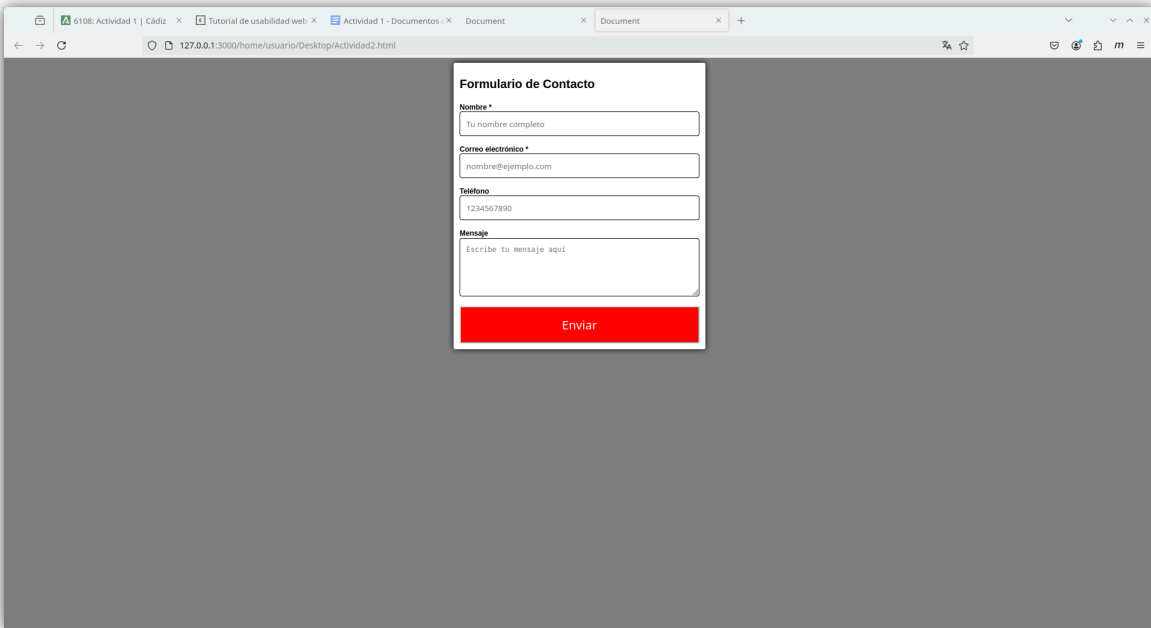 6108: Actividad 1 | Cádiz
Tutorial de usabilidad web
Actividad 1 - Documentos
Document
Document
127.0.0.1:3000/home/usuario/Desktop/Actividad2.html
Formulario de Contacto
Nombre *
Tu nombre completo
Correo electrónico *
nombre@ejemplo.com
Teléfono
1234567890
Mensaje
Escribe tu mensaje aquí
Enviar